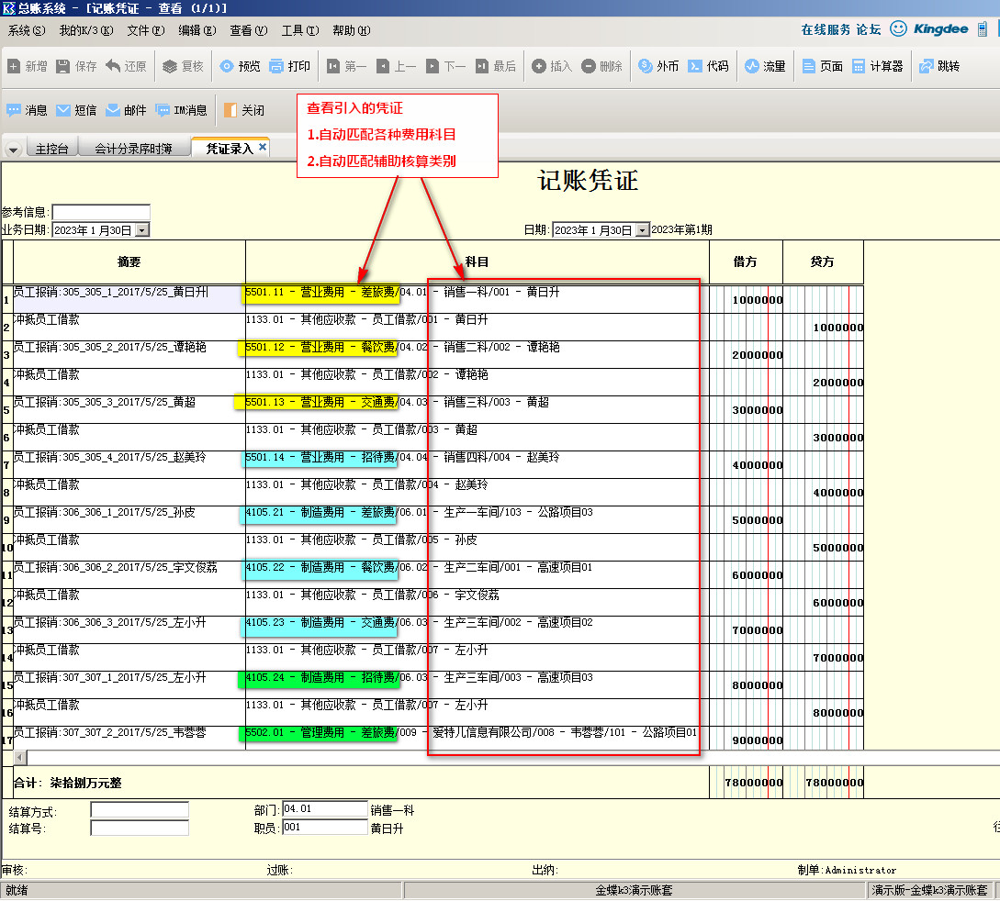 总账系统 - [记账凭证 - 查看 (1/1)]
系统(S) 我的K/3(K) 文件(F) 编辑(E) 查看(V) 工具(T) 帮助(H) 在线服务 论坛 Kingdee
新增 保存 还原 复核 预览 打印 第一 上一 下一 最后 插入 删除 外币 代码 流量 页面 计算器 跳转
消息 短信 邮件 IM消息 关闭
查看引入的凭证
1.自动匹配各种费用科目
2.自动匹配辅助核算类别
主控台 会计分录序时簿 凭证录入 ×
记账凭证
参考信息:
业务日期: 2023年 1 月30日 日期: 2023年 1 月30日 2023年第1期
摘要 科目 借方 贷方
1 员工报销:305_305_1_2017/5/25_黄日升 5501.11 - 营业费用 - 差旅费/04.01 - 销售一科/001 - 黄日升 1000000
2 冲抵员工借款 1133.01 - 其他应收款 - 员工借款/001 - 黄日升 1000000
3 员工报销:305_305_2_2017/5/25_谭艳艳 5501.12 - 营业费用 - 餐饮费/04.02 - 销售二科/002 - 谭艳艳 2000000
4 冲抵员工借款 1133.01 - 其他应收款 - 员工借款/002 - 谭艳艳 2000000
5 员工报销:305_305_3_2017/5/25_黄超 5501.13 - 营业费用 - 交通费/04.03 - 销售三科/003 - 黄超 3000000
6 冲抵员工借款 1133.01 - 其他应收款 - 员工借款/003 - 黄超 3000000
7 员工报销:305_305_4_2017/5/25_赵美玲 5501.14 - 营业费用 - 招待费/04.04 - 销售四科/004 - 赵美玲 4000000
8 冲抵员工借款 1133.01 - 其他应收款 - 员工借款/004 - 赵美玲 4000000
9 员工报销:306_306_1_2017/5/25_孙皮 4105.21 - 制造费用 - 差旅费/06.01 - 生产一车间/103 - 公路项目03 5000000
10 冲抵员工借款 1133.01 - 其他应收款 - 员工借款/005 - 孙皮 5000000
11 员工报销:306_306_2_2017/5/25_宇文俊荔 4105.22 - 制造费用 - 餐饮费/06.02 - 生产二车间/001 - 高速项目01 6000000
12 冲抵员工借款 1133.01 - 其他应收款 - 员工借款/006 - 宇文俊荔 6000000
13 员工报销:306_306_3_2017/5/25_左小升 4105.23 - 制造费用 - 交通费/06.03 - 生产三车间/002 - 高速项目02 7000000
14 冲抵员工借款 1133.01 - 其他应收款 - 员工借款/007 - 左小升 7000000
15 员工报销:307_307_1_2017/5/25_左小升 4105.24 - 制造费用 - 招待费/06.03 - 生产三车间/003 - 高速项目03 8000000
16 冲抵员工借款 1133.01 - 其他应收款 - 员工借款/007 - 左小升 8000000
17 员工报销:307_307_2_2017/5/25_韦蓉蓉 5502.01 - 管理费用 - 差旅费/009 - 爱特儿信息有限公司/008 - 韦蓉蓉/101 - 公路项目01 9000000
合计: 柒拾捌万元整 78000000 78000000
结算方式: 部门: 04.01 销售一科
结算号: 职员: 001 黄日升
审核: 过账: 出纳: 制单:Administrator
就绪 金蝶k3演示账套 演示版-金蝶k3演示账套